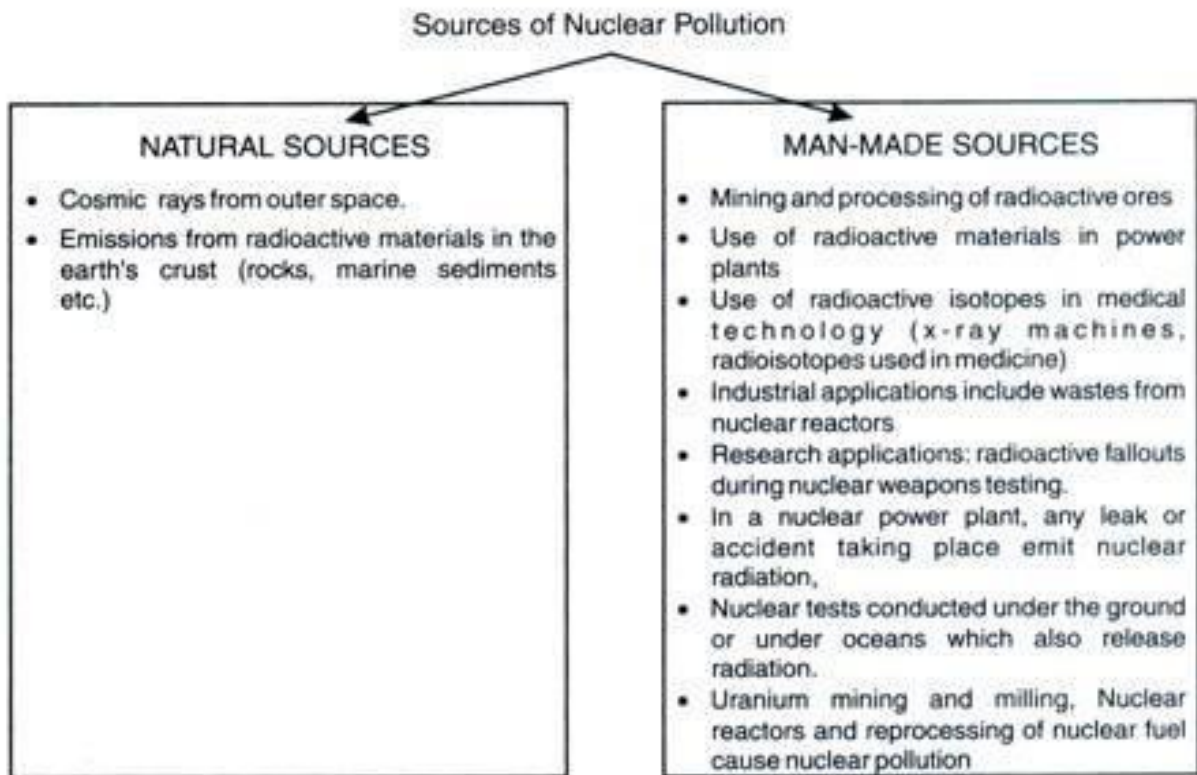 Sources of Nuclear Pollution
NATURAL SOURCES
• Cosmic rays from outer space.
• Emissions from radioactive materials in the
earth's crust (rocks, marine sediments
etc.)
MAN-MADE SOURCES
• Mining and processing of radioactive ores
• Use of radioactive materials in power
plants
• Use of radioactive isotopes in medical
technology (x-ray machines,
radioisotopes used in medicine)
• Industrial applications include wastes from
nuclear reactors
• Research applications; radioactive fallouts
during nuclear weapons testing.
• In a nuclear power plant, any leak or
accident taking place emit nuclear
radiation,
• Nuclear tests conducted under the ground
or under oceans which also release
radiation.
• Uranium mining and milling, Nuclear
reactors and reprocessing of nuclear fuel
cause nuclear pollution